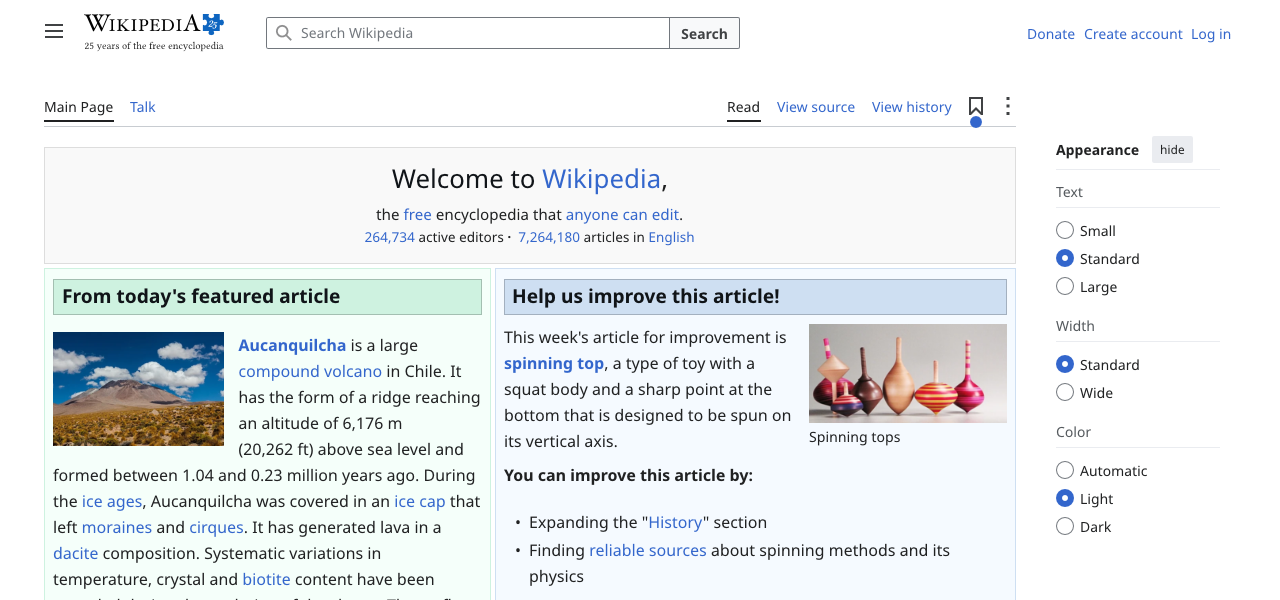 WIKIPEDIA 25
25 years of the free encyclopedia
Search Wikipedia
Search
Donate Create account Log in
Main Page Talk
Read View source View history
Welcome to Wikipedia,
the free encyclopedia that anyone can edit.
264,734 active editors · 7,264,180 articles in English
From today's featured article
Aucanquilcha is a large
compound volcano in Chile. It
has the form of a ridge reaching
an altitude of 6,176 m
(20,262 ft) above sea level and
formed between 1.04 and 0.23 million years ago. During
the ice ages, Aucanquilcha was covered in an ice cap that
left moraines and cirques. It has generated lava in a
dacite composition. Systematic variations in
temperature, crystal and biotite content have been
Help us improve this article!
This week's article for improvement is
spinning top, a type of toy with a
squat body and a sharp point at the
bottom that is designed to be spun on
its vertical axis.
Spinning tops
You can improve this article by:
• Expanding the "History" section
• Finding reliable sources about spinning methods and its
physics
Appearance hide
Text
Small
Standard
Large
Width
Standard
Wide
Color
Automatic
Light
Dark